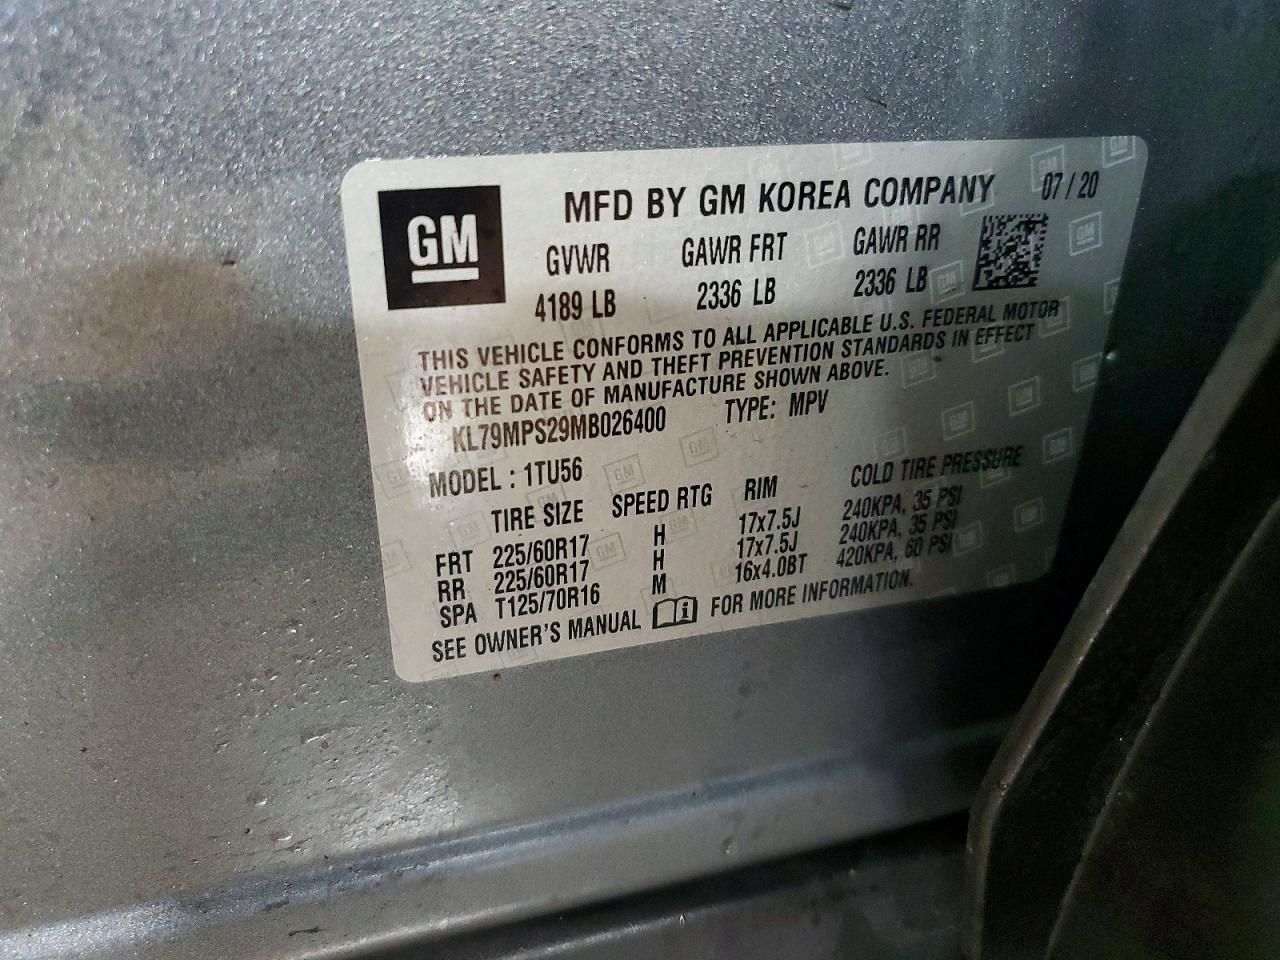 GM
MFD BY GM KOREA COMPANY 07/20
GVWR GAWR FRT GAWR RR
4189 LB 2336 LB 2336 LB
THIS VEHICLE CONFORMS TO ALL APPLICABLE U.S. FEDERAL MOTOR
VEHICLE SAFETY AND THEFT PREVENTION STANDARDS IN EFFECT
ON THE DATE OF MANUFACTURE SHOWN ABOVE.
KL79MPS29MB026400 TYPE: MPV
MODEL : 1TU56
TIRE SIZE SPEED RTG RIM COLD TIRE PRESSURE
FRT 225/60R17 H 17x7.5J 240KPA, 35 PSI
RR 225/60R17 H 17x7.5J 240KPA, 35 PSI
SPA T125/70R16 M 16x4.0BT 420KPA, 60 PSI
SEE OWNER'S MANUAL i FOR MORE INFORMATION.